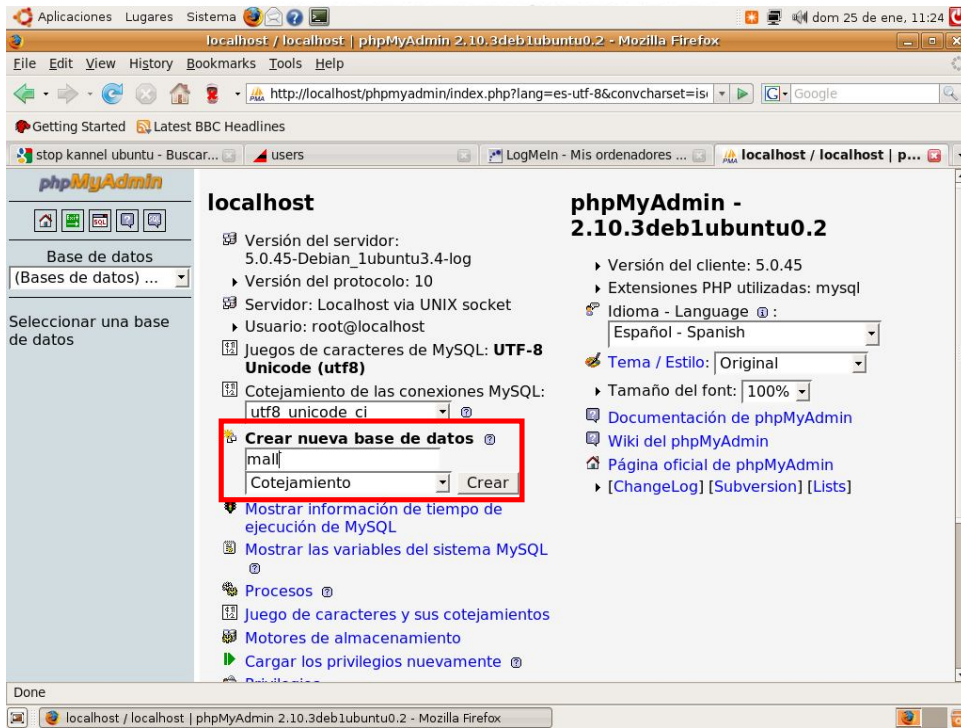 Aplicaciones Lugares Sistema dom 25 de ene, 11:24
localhost / localhost | phpMyAdmin 2.10.3deb1ubuntu0.2 - Mozilla Firefox
File Edit View History Bookmarks Tools Help
http://localhost/phpmyadmin/index.php?lang=es-utf-8&convcharset=iso Google
Getting Started Latest BBC Headlines
stop kannel ubuntu - Buscar... users LogMeIn - Mis ordenadores ... localhost / localhost | p...
phpMyAdmin
Base de datos
(Bases de datos) ...
Seleccionar una base
de datos
localhost
Versión del servidor:
5.0.45-Debian_1ubuntu3.4-log
Versión del protocolo: 10
Servidor: Localhost via UNIX socket
Usuario: root@localhost
Juegos de caracteres de MySQL: UTF-8
Unicode (utf8)
Cotejamiento de las conexiones MySQL:
utf8_unicode_ci
Crear nueva base de datos
mall
Cotejamiento Crear
Mostrar información de tiempo de
ejecución de MySQL
Mostrar las variables del sistema MySQL
Procesos
Juego de caracteres y sus cotejamientos
Motores de almacenamiento
Cargar los privilegios nuevamente
phpMyAdmin -
2.10.3deb1ubuntu0.2
Versión del cliente: 5.0.45
Extensiones PHP utilizadas: mysql
Idioma - Language :
Español - Spanish
Tema / Estilo: Original
Tamaño del font: 100%
Documentación de phpMyAdmin
Wiki del phpMyAdmin
Página oficial de phpMyAdmin
[ChangeLog] [Subversion] [Lists]
Done
localhost / localhost | phpMyAdmin 2.10.3deb1ubuntu0.2 - Mozilla Firefox